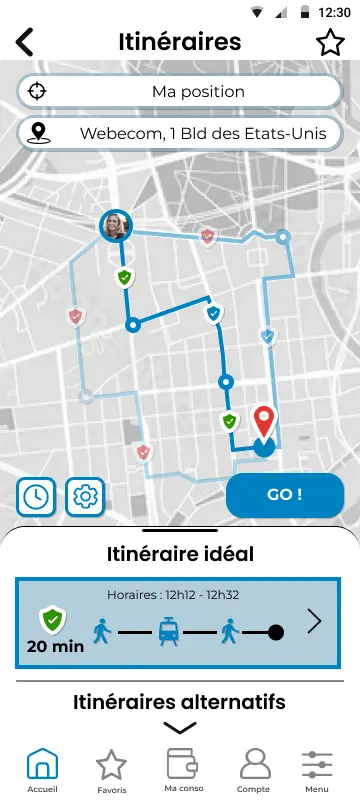 12:30
Itinéraires
Ma position
Webecom, 1 Bld des Etats-Unis
GO !
Itinéraire idéal
Horaires : 12h12 - 12h32
20 min
Itinéraires alternatifs
Accueil
Favoris
Ma conso
Compte
Menu